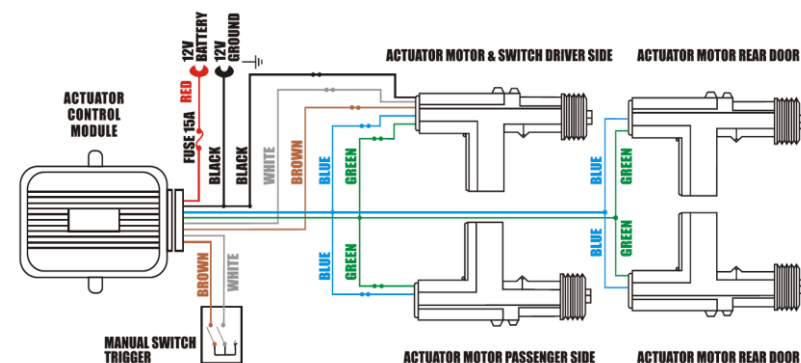 12V
BATTERY
12V
GROUND
RED
FUSE 15A
BLACK
BLACK
WHITE
BROWN
ACTUATOR
CONTROL
MODULE
ACTUATOR MOTOR & SWITCH DRIVER SIDE
ACTUATOR MOTOR REAR DOOR
BLUE
GREEN
BLUE
GREEN
BLUE
GREEN
BLUE
GREEN
BROWN
WHITE
MANUAL SWITCH
TRIGGER
ACTUATOR MOTOR PASSENGER SIDE
ACTUATOR MOTOR REAR DOOR